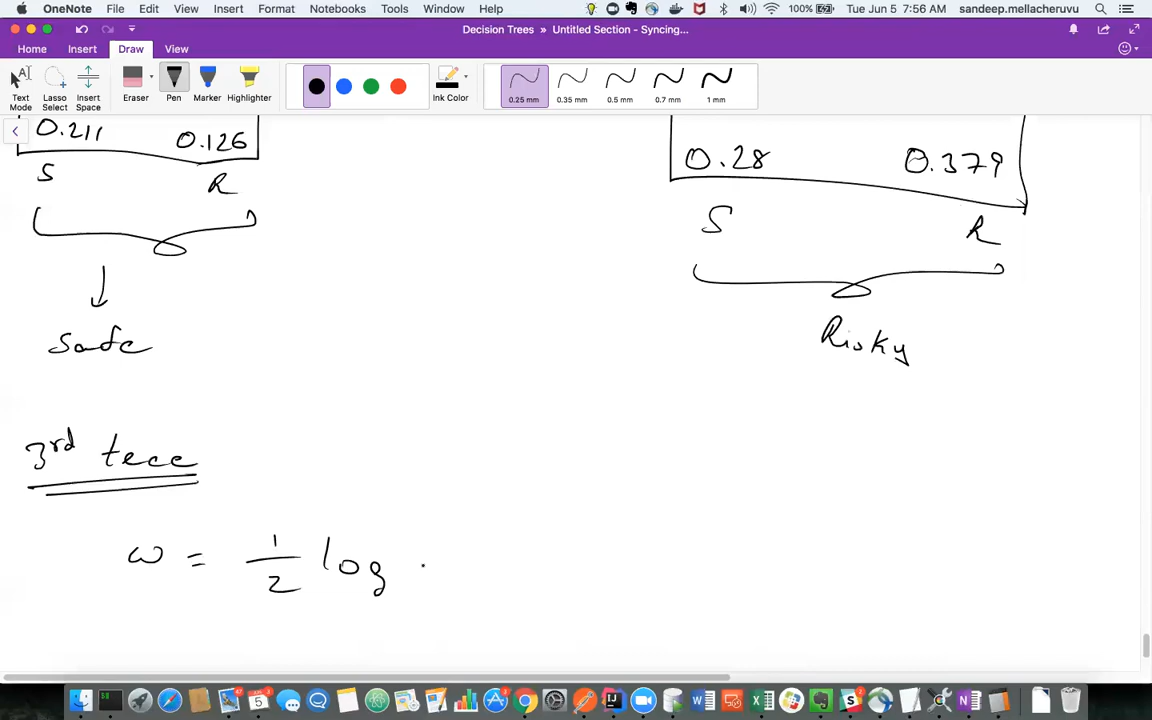 OneNote File Edit View Insert Format Notebooks Tools Window Help 100% Tue Jun 5 7:56 AM sandeep.mellacheruvu
Decision Trees » Untitled Section - Syncing...
Home Insert Draw View
Text Mode Lasso Select Insert Space Eraser Pen Marker Highlighter Ink Color 0.25 mm 0.35 mm 0.5 mm 0.7 mm 1 mm
0.211 0.126 0.28 0.379
S R S R
Safe Risky
3rd tree
w = 1/2 log .